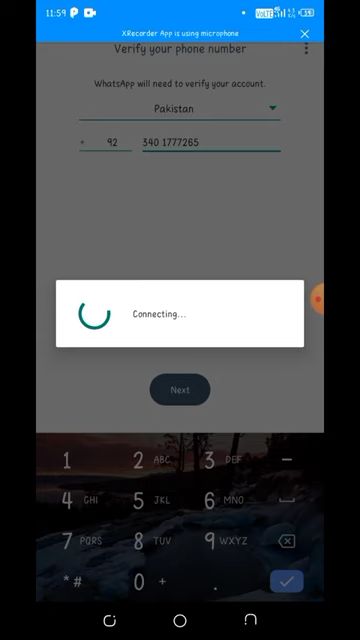 11:59 VoLTE
XRecorder App is using microphone
Verify your phone number
WhatsApp will need to verify your account.
Pakistan
+ 92 340 1777265
Connecting...
Next
1 2 ABC 3 DEF –
4 GHI 5 JKL 6 MNO
7 PQRS 8 TUV 9 WXYZ
*# 0 + .